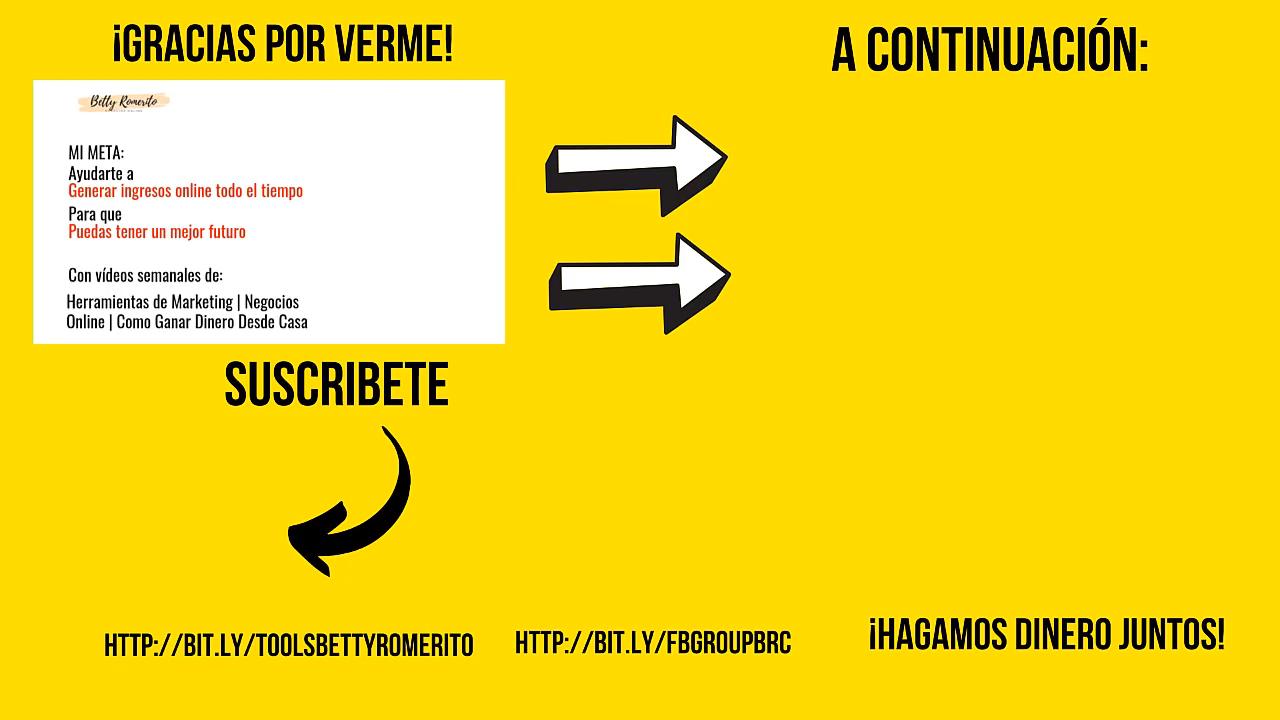 ¡GRACIAS POR VERME!
A CONTINUACIÓN:
Betty Romerito
MI META:
Ayudarte a
Generar ingresos online todo el tiempo
Para que
Puedas tener un mejor futuro
Con vídeos semanales de:
Herramientas de Marketing | Negocios
Online | Como Ganar Dinero Desde Casa
SUSCRIBETE
HTTP://BIT.LY/TOOLSBETTYROMERITO
HTTP://BIT.LY/FBGROUPBRC
¡HAGAMOS DINERO JUNTOS!